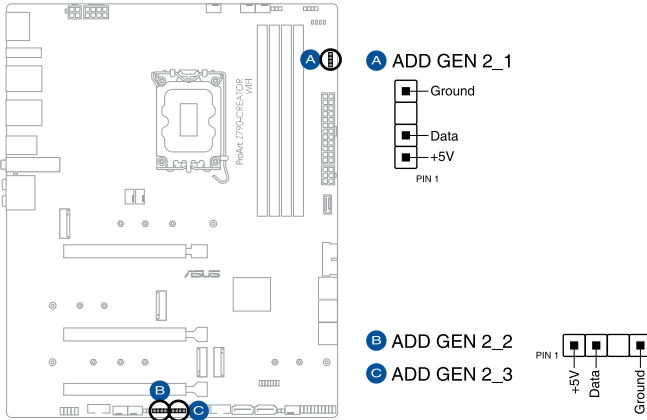 A
A ADD GEN 2_1
Ground
Data
+5V
PIN 1
ProArt Z790-CREATOR
WIFI
ASUS
B ADD GEN 2_2
C ADD GEN 2_3
PIN 1
+5V
Data
Ground
B
C